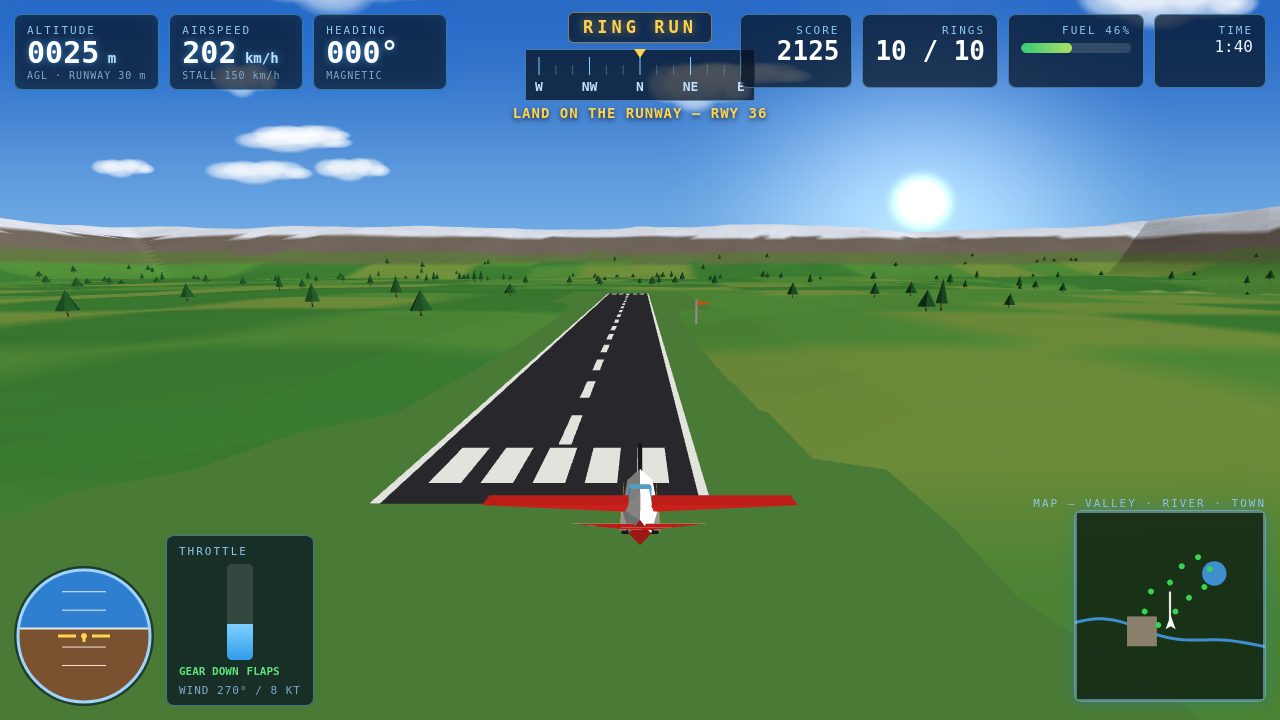 ALTITUDE
0025 m
AGL · RUNWAY 30 m
AIRSPEED
202 km/h
STALL 150 km/h
HEADING
000°
MAGNETIC
RING RUN
W NW N NE E
LAND ON THE RUNWAY — RWY 36
SCORE
2125
RINGS
10 / 10
FUEL 46%
TIME
1:40
THROTTLE
GEAR DOWN FLAPS
WIND 270° / 8 KT
MAP — VALLEY · RIVER · TOWN